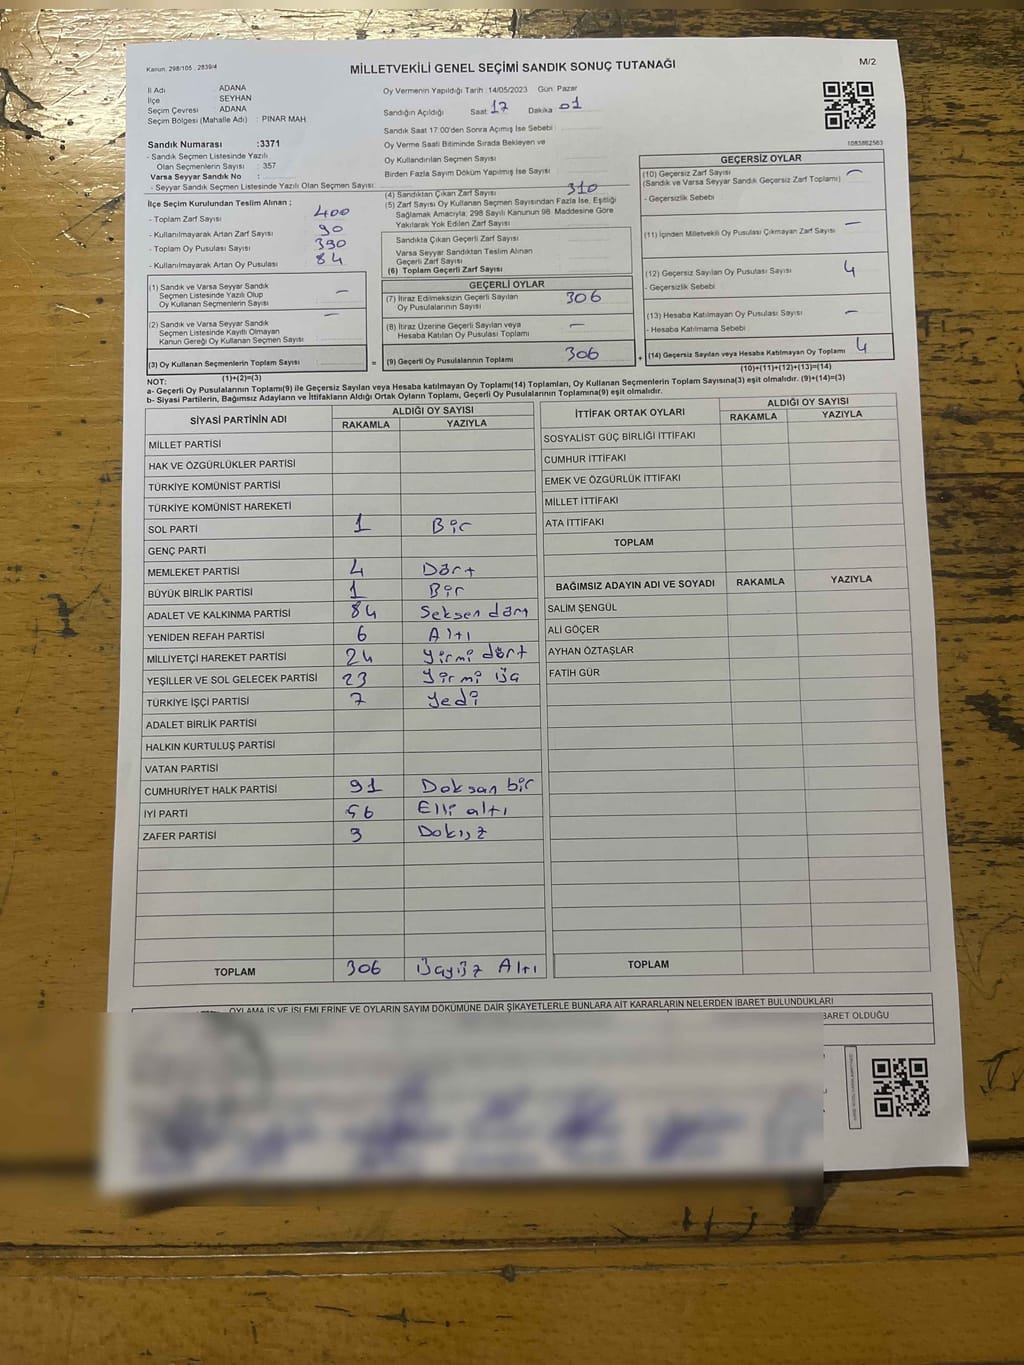 Kanun. 298/105 , 2839/4
MİLLETVEKİLİ GENEL SEÇİMİ SANDIK SONUÇ TUTANAĞI
M/2
İl Adı : ADANA
İlçe SEYHAN
Seçim Çevresi : ADANA
Seçim Bölgesi (Mahalle Adı) : PINAR MAH
Oy Vermenin Yapıldığı Tarih :14/05/2023 Gün: Pazar
Sandığın Açıldığı Saat: 17 Dakika: 01
Sandık Saat 17:00'den Sonra Açımış İse Sebebi :
Oy Verme Saati Bitiminde Sırada Bekleyen ve
Oy Kullandırılan Seçmen Sayısı
Birden Fazla Sayım Döküm Yapılmış İse Sayısı
1083862563
Sandık Numarası :3371
- Sandık Seçmen Listesinde Yazılı
Olan Seçmenlerin Sayısı : 357
Varsa Seyyar Sandık No :
- Seyyar Sandık Seçmen Listesinde Yazılı Olan Seçmen Sayısı:
İlçe Seçim Kurulundan Teslim Alınan ;
- Toplam Zarf Sayısı 400
- Kullanılmayarak Artan Zarf Sayısı 90
- Toplam Oy Pusulası Sayısı 390
- Kullanılmayarak Artan Oy Pusulası 84
(4) Sandıktan Çıkan Zarf Sayısı 310
(5) Zarf Sayısı Oy Kullanan Seçmen Sayısından Fazla İse, Eşitliği
Sağlamak Amacıyla, 298 Sayılı Kanunun 98. Maddesine Göre
Yakılarak Yok Edilen Zarf Sayısı
Sandıkta Çıkan Geçerli Zarf Sayısı
Varsa Seyyar Sandıktan Teslim Alınan
Geçerli Zarf Sayısı
(6) Toplam Geçerli Zarf Sayısı
GEÇERLİ OYLAR
(7) İtiraz Edilmeksizin Geçerli Sayılan
Oy Pusulalarının Sayısı 306
(8) İtiraz Üzerine Geçerli Sayılan veya
Hesaba Katılan Oy Pusulası Toplamı —
(9) Geçerli Oy Pusulalarının Toplamı 306
GEÇERSİZ OYLAR
(10) Geçersiz Zarf Sayısı —
(Sandık ve Varsa Seyyar Sandık Geçersiz Zarf Toplamı)
- Geçersizlik Sebebi
(11) İçinden Milletvekili Oy Pusulası Çıkmayan Zarf Sayısı —
(12) Geçersiz Sayılan Oy Pusulası Sayısı 4
- Geçersizlik Sebebi
(13) Hesaba Katılmayan Oy Pusulası Sayısı —
- Hesaba Katılmama Sebebi
+ (14) Geçersiz Sayılan veya Hesaba Katılmayan Oy Toplamı 4
(10)+(11)+(12)+(13)=(14)
(1) Sandık ve Varsa Seyyar Sandık
Seçmen Listesinde Yazılı Olup
Oy Kullanan Seçmenlerin Sayısı —
(2) Sandık ve Varsa Seyyar Sandık
Seçmen Listesinde Kayıtlı Olmayan
Kanun Gereği Oy Kullanan Seçmen Sayısı —
(3) Oy Kullanan Seçmenlerin Toplam Sayısı =
NOT: (1)+(2)=(3)
a- Geçerli Oy Pusulalarının Toplamı(9) ile Geçersiz Sayılan veya Hesaba katılmayan Oy Toplamı(14) Toplamları, Oy Kullanan Seçmenlerin Toplam Sayısına(3) eşit olmalıdır. (9)+(14)=(3)
b- Siyasi Partilerin, Bağımsız Adayların ve İttifakların Aldığı Ortak Oyların Toplamı, Geçerli Oy Pusulalarının Toplamına(9) eşit olmalıdır.
SİYASİ PARTİNİN ADI ALDIĞI OY SAYISI
RAKAMLA YAZIYLA
MİLLET PARTİSİ
HAK VE ÖZGÜRLÜKLER PARTİSİ
TÜRKİYE KOMÜNİST PARTİSİ
TÜRKİYE KOMÜNİST HAREKETİ
SOL PARTİ 1 Bir
GENÇ PARTİ
MEMLEKET PARTİSİ 4 Dört
BÜYÜK BİRLİK PARTİSİ 1 Bir
ADALET VE KALKINMA PARTİSİ 84 Seksen dört
YENİDEN REFAH PARTİSİ 6 Altı
MİLLİYETÇİ HAREKET PARTİSİ 24 Yirmi dört
YEŞİLLER VE SOL GELECEK PARTİSİ 23 Yirmi üç
TÜRKİYE İŞÇİ PARTİSİ 7 Yedi
ADALET BİRLİK PARTİSİ
HALKIN KURTULUŞ PARTİSİ
VATAN PARTİSİ
CUMHURİYET HALK PARTİSİ 91 Doksan bir
İYİ PARTİ 56 Elli altı
ZAFER PARTİSİ 9 Dokuz
TOPLAM 306 Üçyüz Altı
İTTİFAK ORTAK OYLARI ALDIĞI OY SAYISI
RAKAMLA YAZIYLA
SOSYALİST GÜÇ BİRLİĞİ İTTİFAKI
CUMHUR İTTİFAKI
EMEK VE ÖZGÜRLÜK İTTİFAKI
MİLLET İTTİFAKI
ATA İTTİFAKI
TOPLAM
BAĞIMSIZ ADAYIN ADI VE SOYADI RAKAMLA YAZIYLA
SALİM ŞENGÜL
ALİ GÖÇER
AYHAN ÖZTAŞLAR
FATİH GÜR
TOPLAM
OYLAMA İŞ VE İŞLEMLERİNE VE OYLARIN SAYIM DÖKÜMÜNE DAİR ŞİKAYETLERLE BUNLARA AİT KARARLARIN NELERDEN İBARET BULUNDUKLARI
BARET OLDUĞU